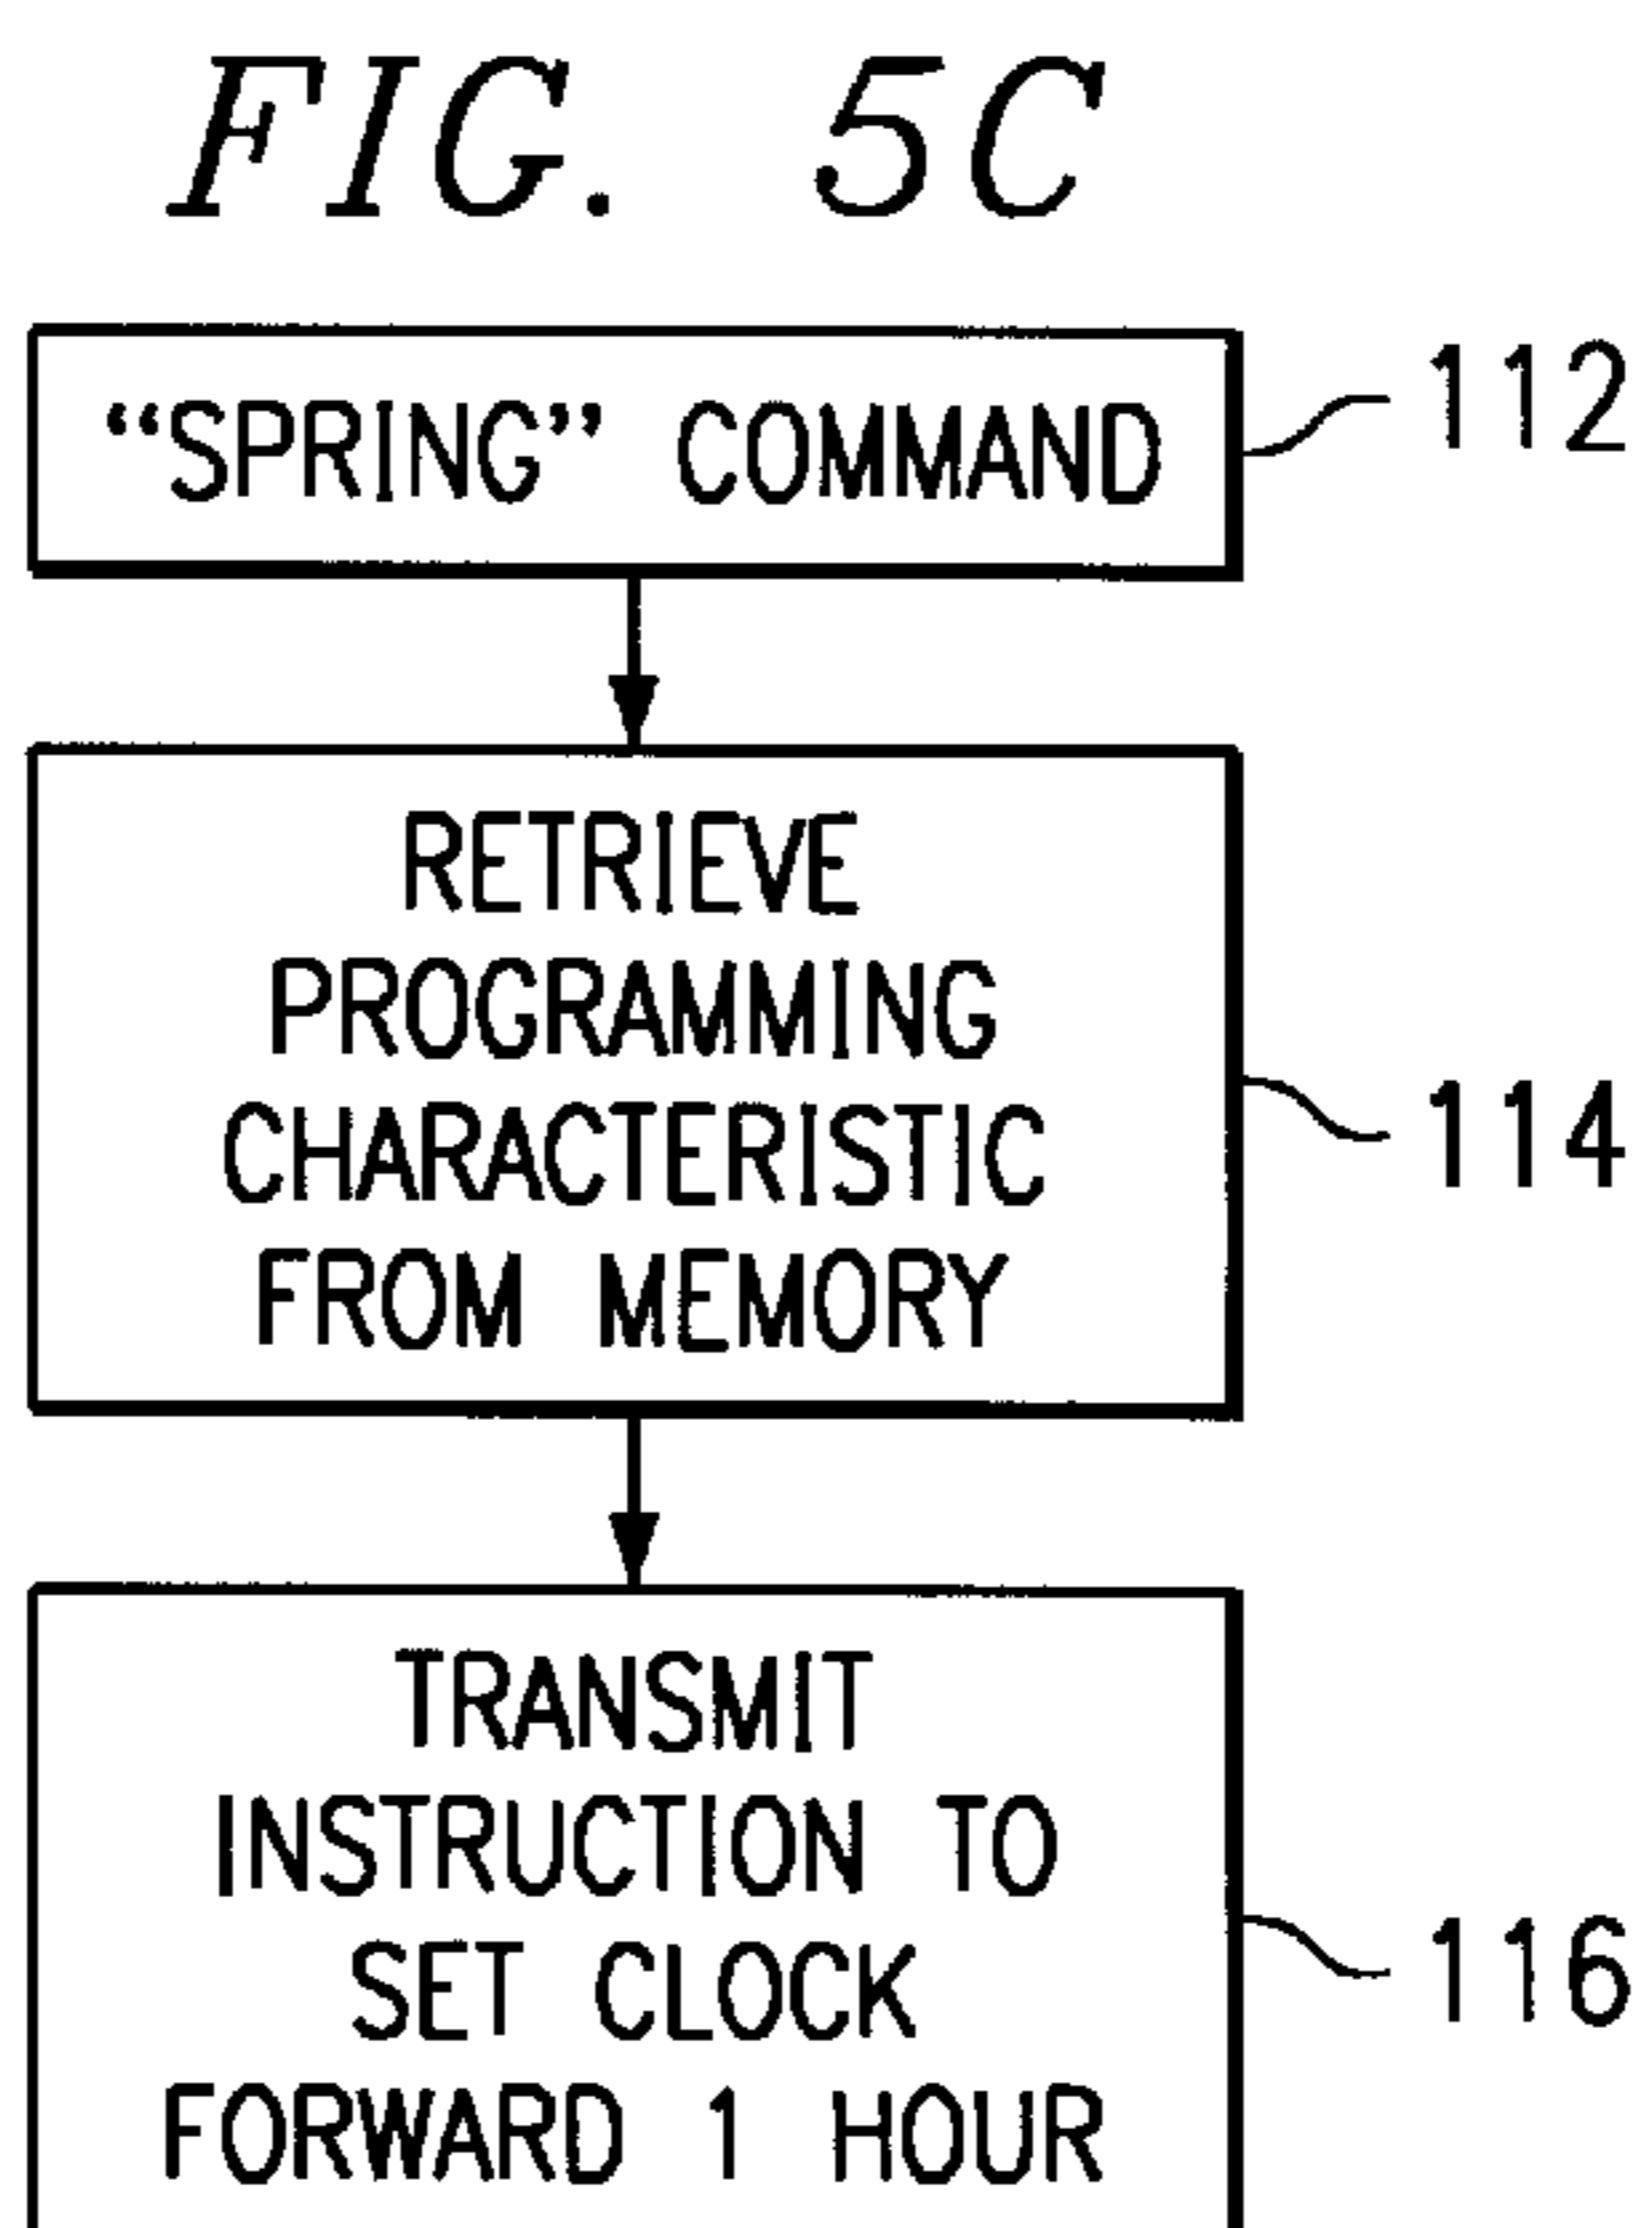 FIG. 5C
“SPRING” COMMAND
112
RETRIEVE
PROGRAMMING
CHARACTERISTIC
FROM MEMORY
114
TRANSMIT
INSTRUCTION TO
SET CLOCK
FORWARD 1 HOUR
116